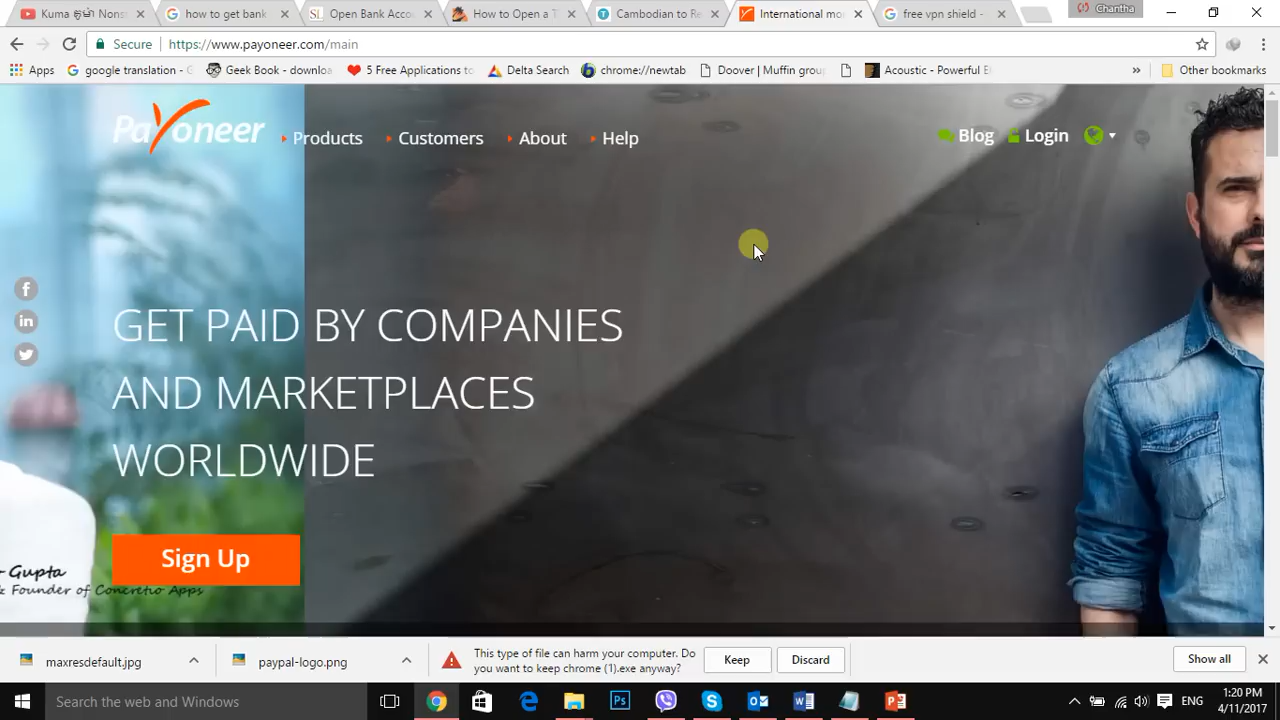 Kuma ថ្មីៗ Nons
how to get bank
Open Bank Acco
How to Open a T
Cambodian to Re
International mo
free vpn shield -
Chantha
Secure
https://www.payoneer.com/main
Apps
google translation - G
Geek Book - downloa
5 Free Applications to
Delta Search
chrome://newtab
Doover | Muffin group
Acoustic - Powerful E
»
Other bookmarks
Payoneer
Products
Customers
About
Help
Blog
Login
GET PAID BY COMPANIES
AND MARKETPLACES
WORLDWIDE
Sign Up
Gupta
& Founder of Concretio Apps
maxresdefault.jpg
paypal-logo.png
This type of file can harm your computer. Do
you want to keep chrome (1).exe anyway?
Keep
Discard
Show all
Search the web and Windows
ENG
1:20 PM
4/11/2017